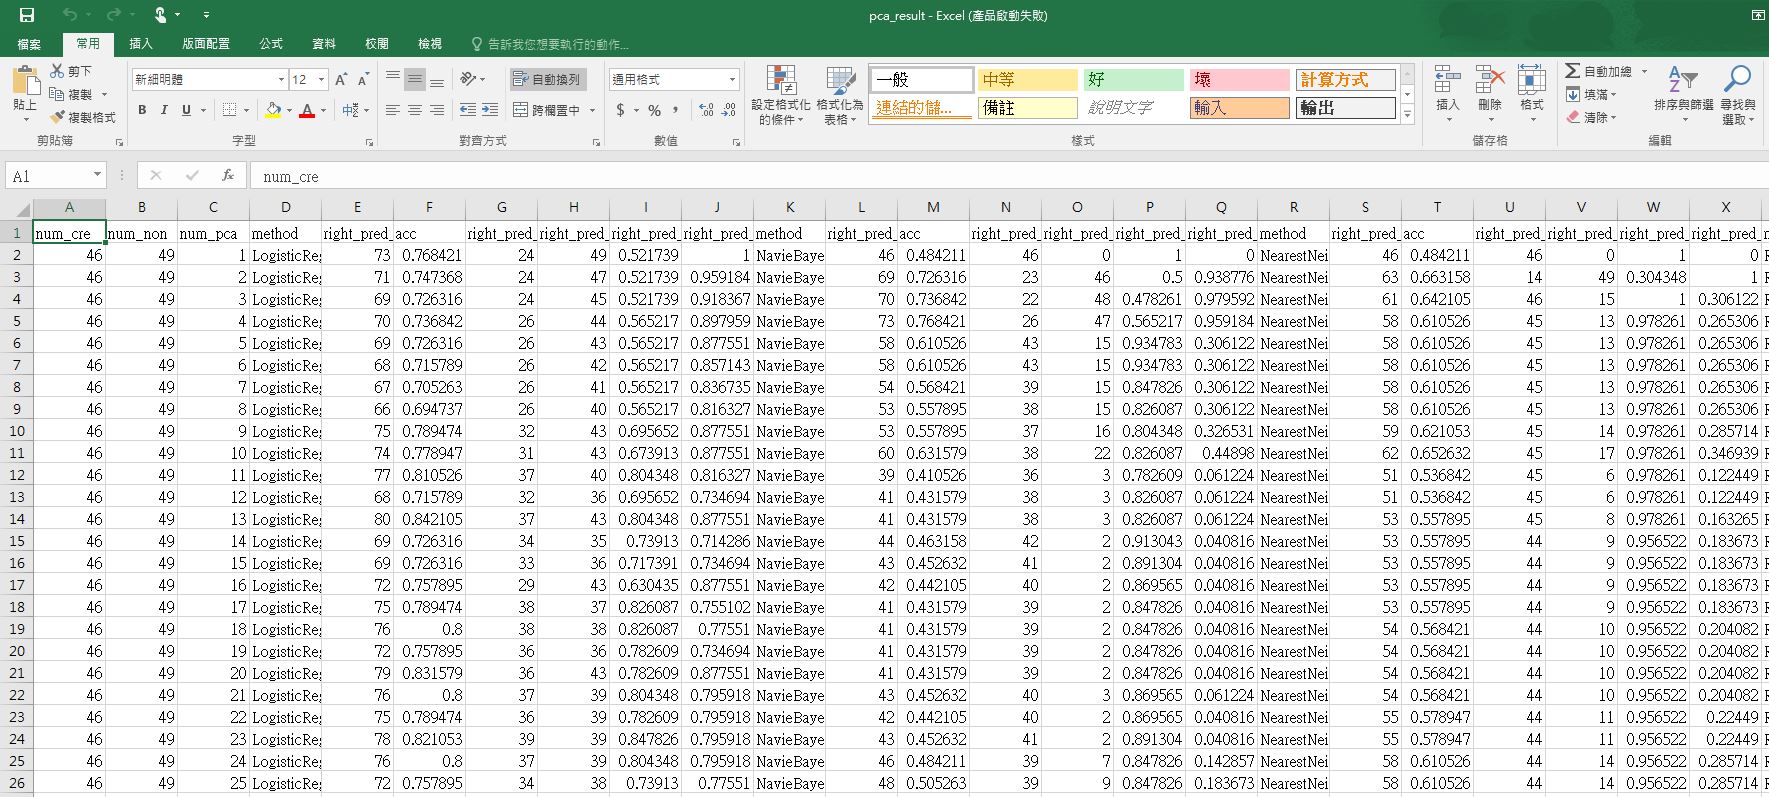 pca_result - Excel (產品啟動失敗)
檔案 常用 插入 版面配置 公式 資料 校閱 檢視 告訴我您想要執行的動作...
貼上 剪下 複製 複製格式 剪貼簿
新細明體 12 B I U 中 字型
自動換列 跨欄置中 對齊方式
通用格式 $ % , 數值
設定格式化的條件 格式化為表格
一般 中等 好 壞 計算方式
連結的儲... 備註 說明文字 輸入 輸出
樣式
插入 刪除 格式 儲存格
自動加總 填滿 清除 排序與篩選 尋找與選取 編輯
A1 fx num_cre
A B C D E F G H I J K L M N O P Q R S T U V W X
1 num_cre num_non num_pca method right_pred_ acc right_pred_ right_pred_ right_pred_ right_pred_ method right_pred_ acc right_pred_ right_pred_ right_pred_ right_pred_ method right_pred_ acc right_pred_ right_pred_ right_pred_ right_pred_
2 46 49 1 LogisticReg 73 0.768421 24 49 0.521739 1 NavieBaye 46 0.484211 46 0 1 0 NearestNei 46 0.484211 46 0 1 0
3 46 49 2 LogisticReg 71 0.747368 24 47 0.521739 0.959184 NavieBaye 69 0.726316 23 46 0.5 0.938776 NearestNei 63 0.663158 14 49 0.304348 1
4 46 49 3 LogisticReg 69 0.726316 24 45 0.521739 0.918367 NavieBaye 70 0.736842 22 48 0.478261 0.979592 NearestNei 61 0.642105 46 15 1 0.306122
5 46 49 4 LogisticReg 70 0.736842 26 44 0.565217 0.897959 NavieBaye 73 0.768421 26 47 0.565217 0.959184 NearestNei 58 0.610526 45 13 0.978261 0.265306
6 46 49 5 LogisticReg 69 0.726316 26 43 0.565217 0.877551 NavieBaye 58 0.610526 43 15 0.934783 0.306122 NearestNei 58 0.610526 45 13 0.978261 0.265306
7 46 49 6 LogisticReg 68 0.715789 26 42 0.565217 0.857143 NavieBaye 58 0.610526 43 15 0.934783 0.306122 NearestNei 58 0.610526 45 13 0.978261 0.265306
8 46 49 7 LogisticReg 67 0.705263 26 41 0.565217 0.836735 NavieBaye 54 0.568421 39 15 0.847826 0.306122 NearestNei 58 0.610526 45 13 0.978261 0.265306
9 46 49 8 LogisticReg 66 0.694737 26 40 0.565217 0.816327 NavieBaye 53 0.557895 38 15 0.826087 0.306122 NearestNei 58 0.610526 45 13 0.978261 0.265306
10 46 49 9 LogisticReg 75 0.789474 32 43 0.695652 0.877551 NavieBaye 53 0.557895 37 16 0.804348 0.326531 NearestNei 59 0.621053 45 14 0.978261 0.285714
11 46 49 10 LogisticReg 74 0.778947 31 43 0.673913 0.877551 NavieBaye 60 0.631579 38 22 0.826087 0.44898 NearestNei 62 0.652632 45 17 0.978261 0.346939
12 46 49 11 LogisticReg 77 0.810526 37 40 0.804348 0.816327 NavieBaye 39 0.410526 36 3 0.782609 0.061224 NearestNei 51 0.536842 45 6 0.978261 0.122449
13 46 49 12 LogisticReg 68 0.715789 32 36 0.695652 0.734694 NavieBaye 41 0.431579 38 3 0.826087 0.061224 NearestNei 51 0.536842 45 6 0.978261 0.122449
14 46 49 13 LogisticReg 80 0.842105 37 43 0.804348 0.877551 NavieBaye 41 0.431579 38 3 0.826087 0.061224 NearestNei 53 0.557895 45 8 0.978261 0.163265
15 46 49 14 LogisticReg 69 0.726316 34 35 0.73913 0.714286 NavieBaye 44 0.463158 42 2 0.913043 0.040816 NearestNei 53 0.557895 44 9 0.956522 0.183673
16 46 49 15 LogisticReg 69 0.726316 33 36 0.717391 0.734694 NavieBaye 43 0.452632 41 2 0.891304 0.040816 NearestNei 53 0.557895 44 9 0.956522 0.183673
17 46 49 16 LogisticReg 72 0.757895 29 43 0.630435 0.877551 NavieBaye 42 0.442105 40 2 0.869565 0.040816 NearestNei 53 0.557895 44 9 0.956522 0.183673
18 46 49 17 LogisticReg 75 0.789474 38 37 0.826087 0.755102 NavieBaye 41 0.431579 39 2 0.847826 0.040816 NearestNei 53 0.557895 44 9 0.956522 0.183673
19 46 49 18 LogisticReg 76 0.8 38 38 0.826087 0.77551 NavieBaye 41 0.431579 39 2 0.847826 0.040816 NearestNei 54 0.568421 44 10 0.956522 0.204082
20 46 49 19 LogisticReg 72 0.757895 36 36 0.782609 0.734694 NavieBaye 41 0.431579 39 2 0.847826 0.040816 NearestNei 54 0.568421 44 10 0.956522 0.204082
21 46 49 20 LogisticReg 79 0.831579 36 43 0.782609 0.877551 NavieBaye 41 0.431579 39 2 0.847826 0.040816 NearestNei 54 0.568421 44 10 0.956522 0.204082
22 46 49 21 LogisticReg 76 0.8 37 39 0.804348 0.795918 NavieBaye 43 0.452632 40 3 0.869565 0.061224 NearestNei 54 0.568421 44 10 0.956522 0.204082
23 46 49 22 LogisticReg 75 0.789474 36 39 0.782609 0.795918 NavieBaye 42 0.442105 40 2 0.869565 0.040816 NearestNei 55 0.578947 44 11 0.956522 0.22449
24 46 49 23 LogisticReg 78 0.821053 39 39 0.847826 0.795918 NavieBaye 43 0.452632 41 2 0.891304 0.040816 NearestNei 55 0.578947 44 11 0.956522 0.22449
25 46 49 24 LogisticReg 76 0.8 37 39 0.804348 0.795918 NavieBaye 46 0.484211 39 7 0.847826 0.142857 NearestNei 58 0.610526 44 14 0.956522 0.285714
26 46 49 25 LogisticReg 72 0.757895 34 38 0.73913 0.77551 NavieBaye 48 0.505263 39 9 0.847826 0.183673 NearestNei 58 0.610526 44 14 0.956522 0.285714